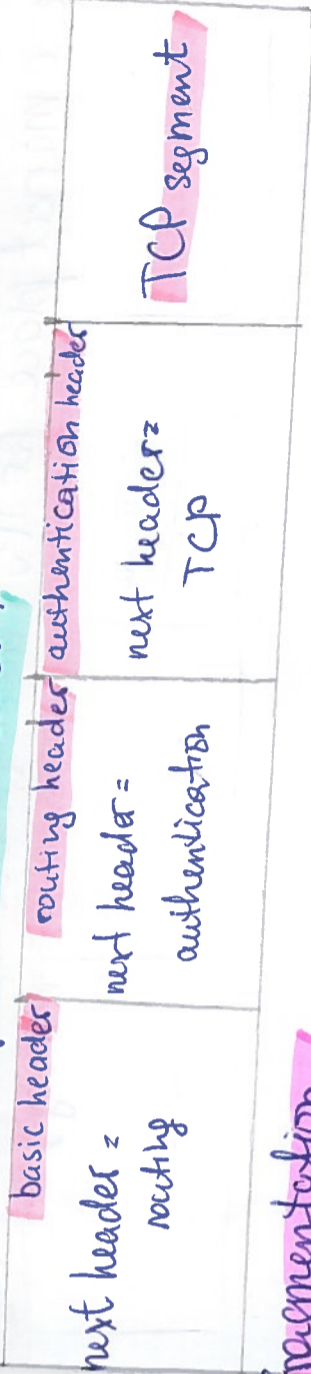 basic header
next header =
routing
routing header
next header =
authentication
authentication header
next header =
TCP
TCP segment